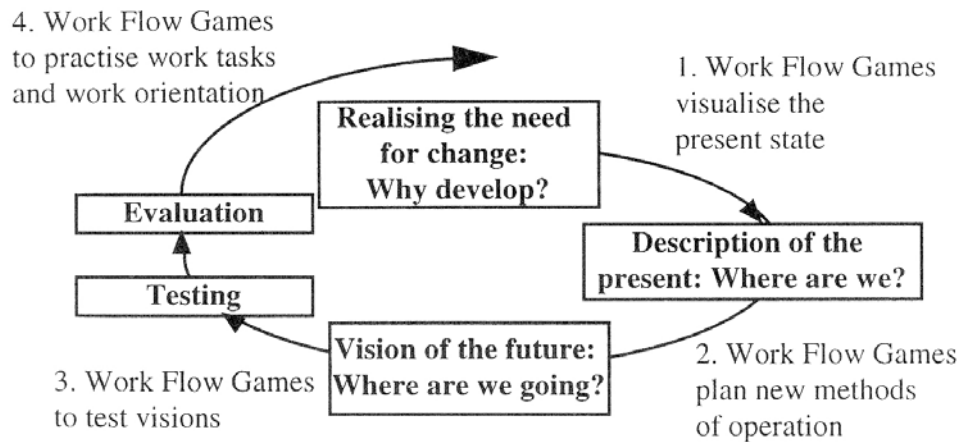 4. Work Flow Games
to practise work tasks
and work orientation
1. Work Flow Games
visualise the
present state
Realising the need
for change:
Why develop?
Evaluation
Description of the
present: Where are we?
Testing
Vision of the future:
Where are we going?
2. Work Flow Games
plan new methods
of operation
3. Work Flow Games
to test visions